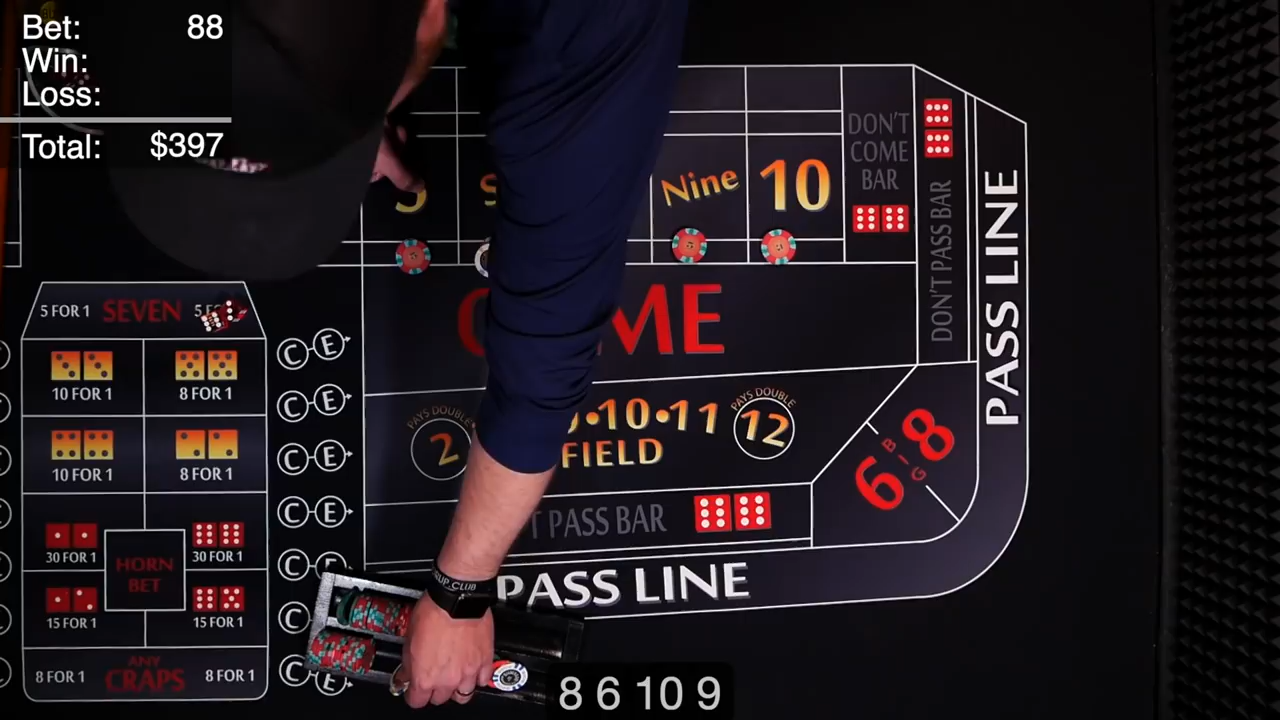 Bet: 88
Win:
Loss:
Total: $397
5
S
Nine
10
DON'T
COME
BAR
DON'T PASS BAR
PASS LINE
COME
5 FOR 1 SEVEN
10 FOR 1
8 FOR 1
10 FOR 1
8 FOR 1
30 FOR 1
30 FOR 1
HORN
BET
15 FOR 1
15 FOR 1
8 FOR 1
ANY
CRAPS
8 FOR 1
C E
C E
C E
C E
C E
C
C E
PAYS DOUBLE
2
•10•11
PAYS DOUBLE
12
FIELD
6 8
BIG
PASS BAR
PASS LINE
8 6 10 9